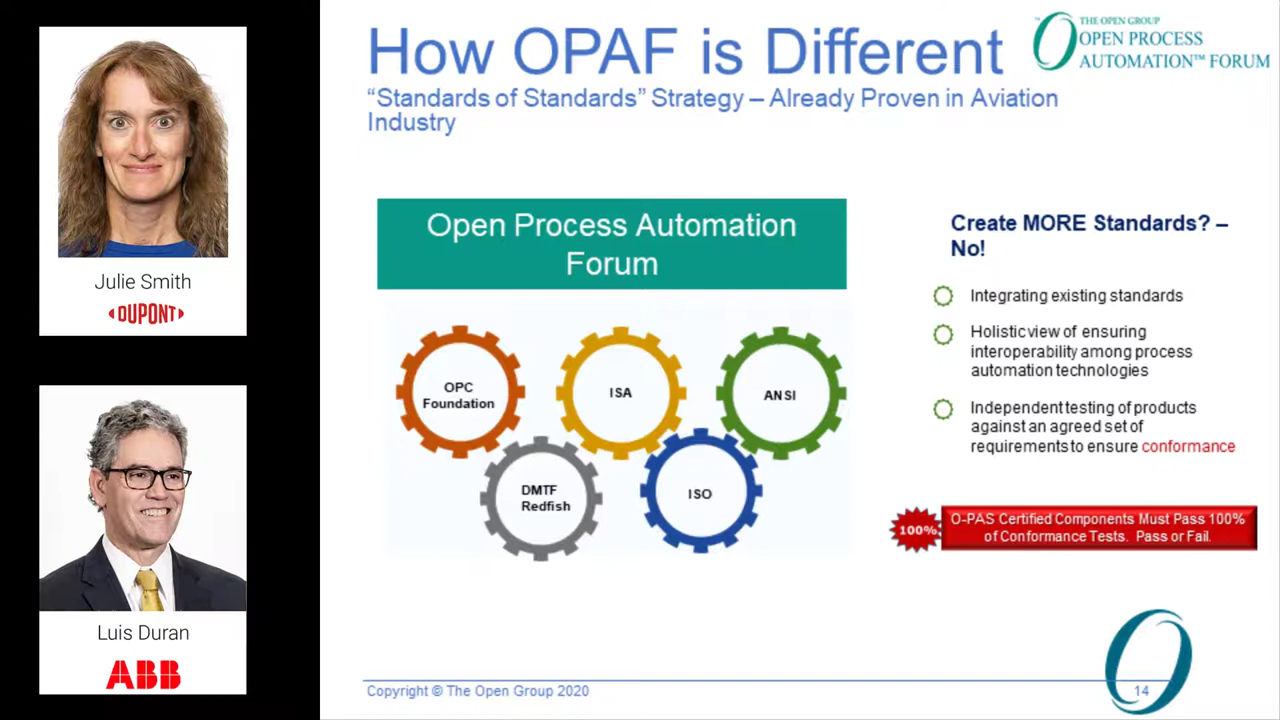 Julie Smith
DUPONT
Luis Duran
ABB
How OPAF is Different
THE OPEN GROUP
OPEN PROCESS
AUTOMATION™ FORUM
“Standards of Standards” Strategy – Already Proven in Aviation
Industry
Open Process Automation
Forum
OPC
Foundation
ISA
ANSI
DMTF
Redfish
ISO
Create MORE Standards? –
No!
Integrating existing standards
Holistic view of ensuring
interoperability among process
automation technologies
Independent testing of products
against an agreed set of
requirements to ensure conformance
100%
O-PAS Certified Components Must Pass 100%
of Conformance Tests. Pass or Fail.
Copyright © The Open Group 2020
14